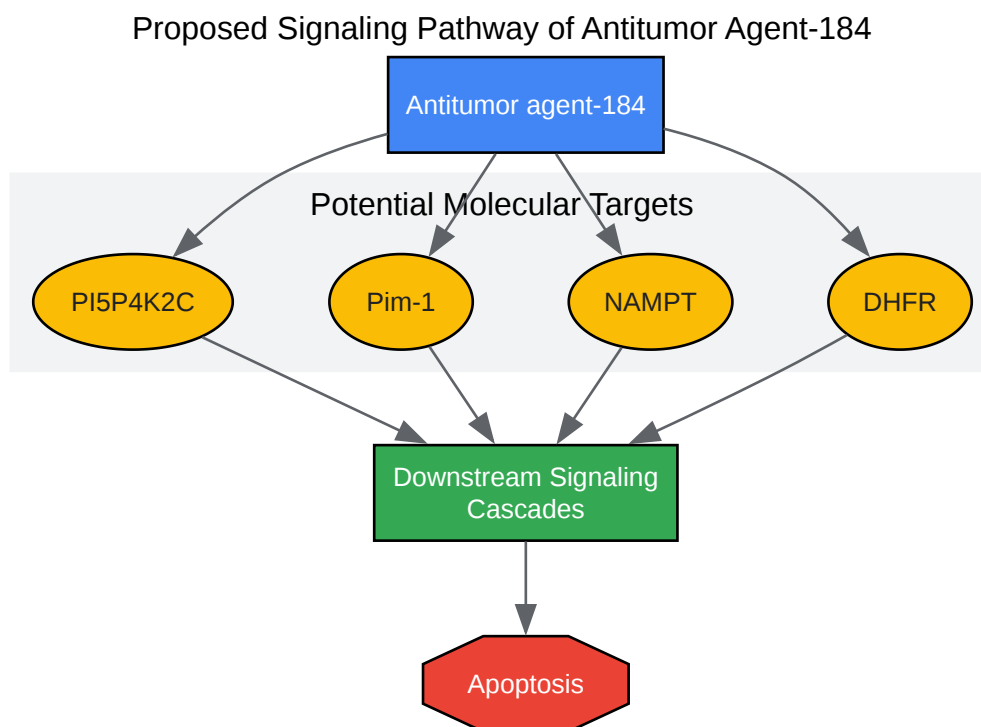 Proposed Signaling Pathway of Antitumor Agent-184
Antitumor agent-184
Potential Molecular Targets
PI5P4K2C
Pim-1
NAMPT
DHFR
Downstream Signaling
Cascades
Apoptosis